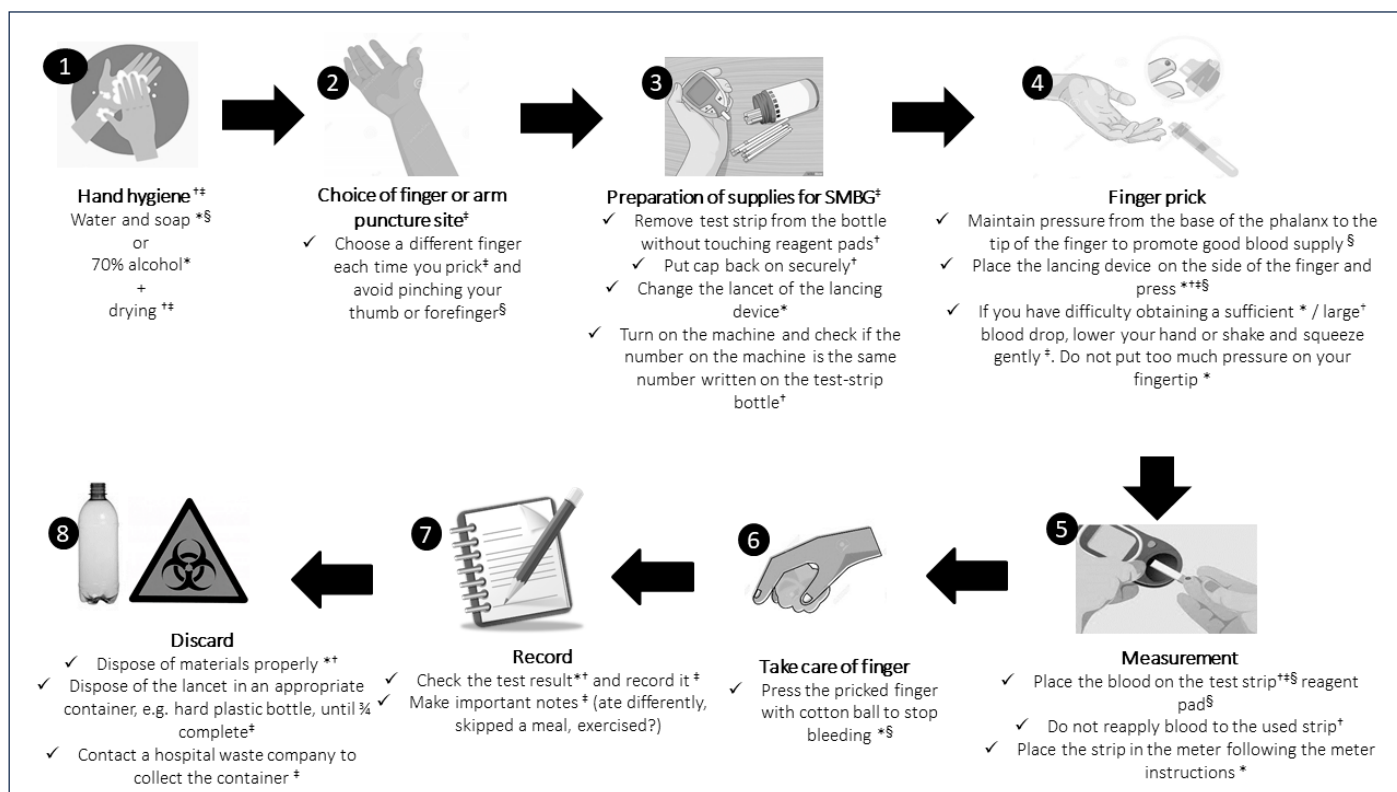 1
Hand hygiene †‡
Water and soap *§
or
70% alcohol*
+
drying †‡
2
Choice of finger or arm
puncture site‡
✓ Choose a different finger
each time you prick‡ and
avoid pinching your
thumb or forefinger§
3
Preparation of supplies for SMBG‡
✓ Remove test strip from the bottle
without touching reagent pads†
✓ Put cap back on securely†
✓ Change the lancet of the lancing
device*
✓ Turn on the machine and check if the
number on the machine is the same
number written on the test-strip
bottle†
4
Finger prick
✓ Maintain pressure from the base of the phalanx to
the tip of the finger to promote good blood supply §
✓ Place the lancing device on the side of the finger and
press *†‡§
✓ If you have difficulty obtaining a sufficient * / large†
blood drop, lower your hand or shake and squeeze
gently ‡. Do not put too much pressure on your
fingertip *
5
Measurement
✓ Place the blood on the test strip†‡§ reagent
pad§
✓ Do not reapply blood to the used strip†
✓ Place the strip in the meter following the meter
instructions *
6
Take care of finger
✓ Press the pricked finger
with cotton ball to stop
bleeding *§
7
Record
✓ Check the test result*† and record it ‡
✓ Make important notes ‡ (ate differently,
skipped a meal, exercised?)
8
Discard
✓ Dispose of materials properly *†
✓ Dispose of the lancet in an appropriate
container, e.g. hard plastic bottle, until ¾
complete‡
✓ Contact a hospital waste company to
collect the container ‡